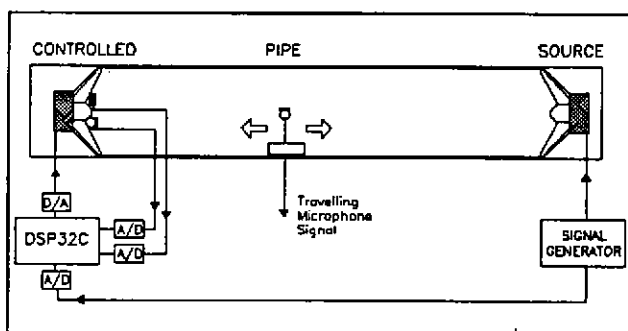 CONTROLLED PIPE SOURCE
Travelling
Microphone
Signal
D/A
DSP32C
A/D
A/D
A/D
SIGNAL
GENERATOR